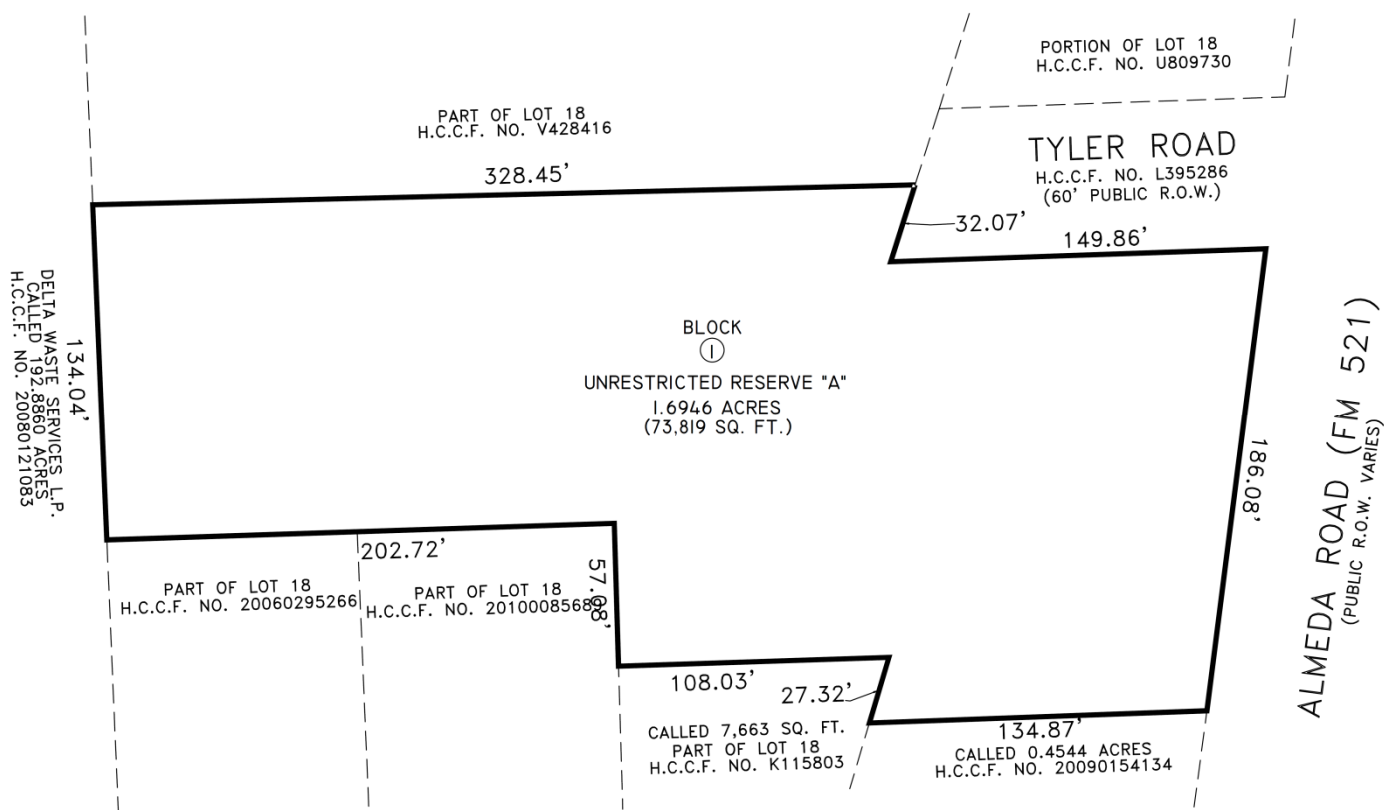 PORTION OF LOT 18
H.C.C.F. NO. U809730
PART OF LOT 18
H.C.C.F. NO. V428416
328.45'
TYLER ROAD
H.C.C.F. NO. L395286
(60' PUBLIC R.O.W.)
32.07'
149.86'
DELTA WASTE SERVICES L.P.
CALLED 192.8860 ACRES
H.C.C.F. NO. 20080121083
134.04'
BLOCK
1
UNRESTRICTED RESERVE "A"
1.6946 ACRES
(73,819 SQ. FT.)
186.08'
ALMEDA ROAD (FM 521)
(PUBLIC R.O.W. VARIES)
202.72'
PART OF LOT 18
H.C.C.F. NO. 20060295266
PART OF LOT 18
H.C.C.F. NO.
108.03'
27.32'
CALLED 7,663 SQ. FT.
PART OF LOT 18
H.C.C.F. NO. K115803
134.87'
CALLED 0.4544 ACRES
H.C.C.F. NO. 20090154134